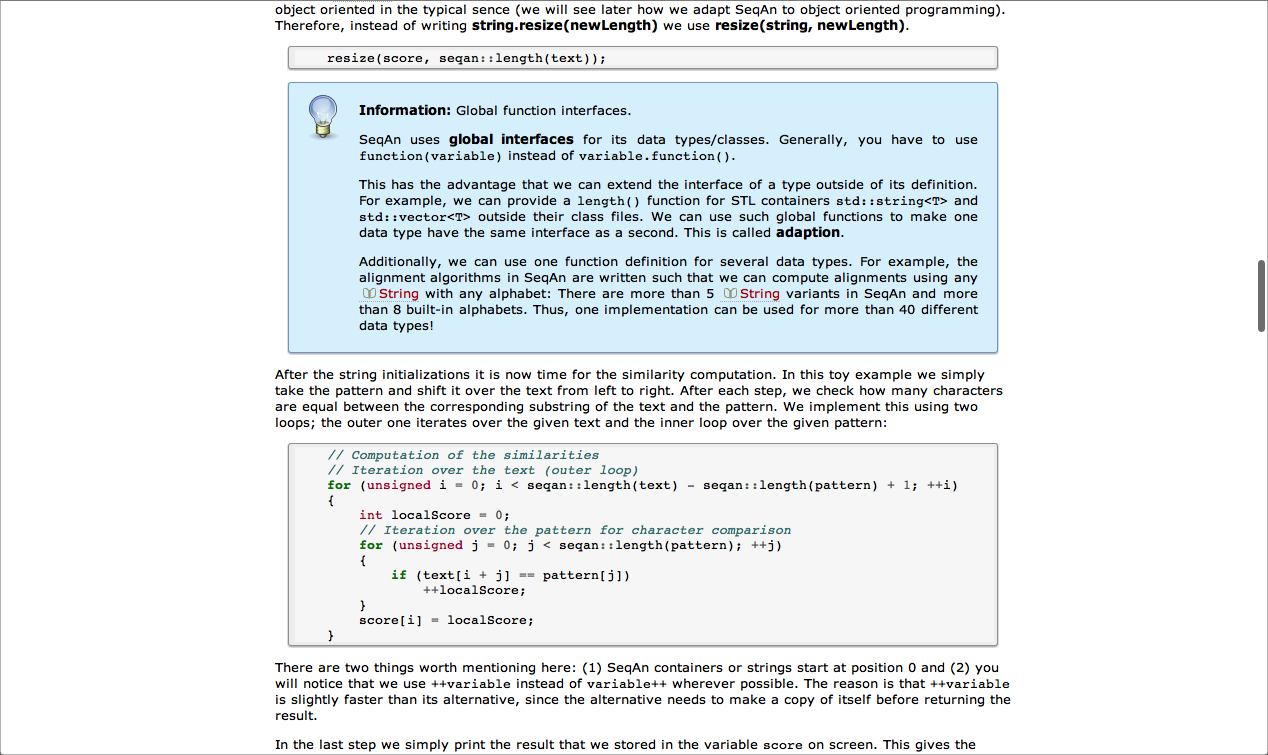 object oriented in the typical sence (we will see later how we adapt SeqAn to object oriented programming).
Therefore, instead of writing string.resize(newLength) we use resize(string, newLength).
resize(score, seqan::length(text));
Information: Global function interfaces.
SeqAn uses global interfaces for its data types/classes. Generally, you have to use
function(variable) instead of variable.function().
This has the advantage that we can extend the interface of a type outside of its definition.
For example, we can provide a length() function for STL containers std::string<T> and
std::vector<T> outside their class files. We can use such global functions to make one
data type have the same interface as a second. This is called adaption.
Additionally, we can use one function definition for several data types. For example, the
alignment algorithms in SeqAn are written such that we can compute alignments using any
String with any alphabet: There are more than 5 String variants in SeqAn and more
than 8 built-in alphabets. Thus, one implementation can be used for more than 40 different
data types!
After the string initializations it is now time for the similarity computation. In this toy example we simply
take the pattern and shift it over the text from left to right. After each step, we check how many characters
are equal between the corresponding substring of the text and the pattern. We implement this using two
loops; the outer one iterates over the given text and the inner loop over the given pattern:
// Computation of the similarities
// Iteration over the text (outer loop)
for (unsigned i = 0; i < seqan::length(text) - seqan::length(pattern) + 1; ++i)
{
int localScore = 0;
// Iteration over the pattern for character comparison
for (unsigned j = 0; j < seqan::length(pattern); ++j)
{
if (text[i + j] == pattern[j])
++localScore;
}
score[i] = localScore;
}
There are two things worth mentioning here: (1) SeqAn containers or strings start at position 0 and (2) you
will notice that we use ++variable instead of variable++ wherever possible. The reason is that ++variable
is slightly faster than its alternative, since the alternative needs to make a copy of itself before returning the
result.
In the last step we simply print the result that we stored in the variable score on screen. This gives the